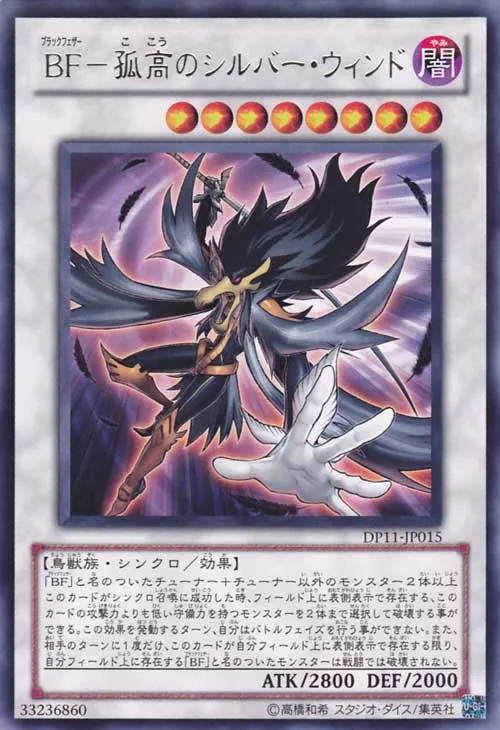 ブラックフェザー ここう
BF－孤高のシルバー・ウィンド
やみ
闇
DP11-JP015
【鳥獣族・シンクロ／効果】
「BF」と名のついたチューナー＋チューナー以外のモンスター２体以上
このカードがシンクロ召喚に成功した時、フィールド上に表側表示で存在する、この
カードの攻撃力よりも低い守備力を持つモンスターを２体まで選択して破壊する事が
できる。この効果を発動するターン、自分はバトルフェイズを行う事ができない。また、
相手のターンに１度だけ、このカードが自分フィールド上に表側表示で存在する限り、
自分フィールド上に存在する「BF」と名のついたモンスターは戦闘では破壊されない。
ATK/2800 DEF/2000
33236860
©高橋和希 スタジオ・ダイス/集英社